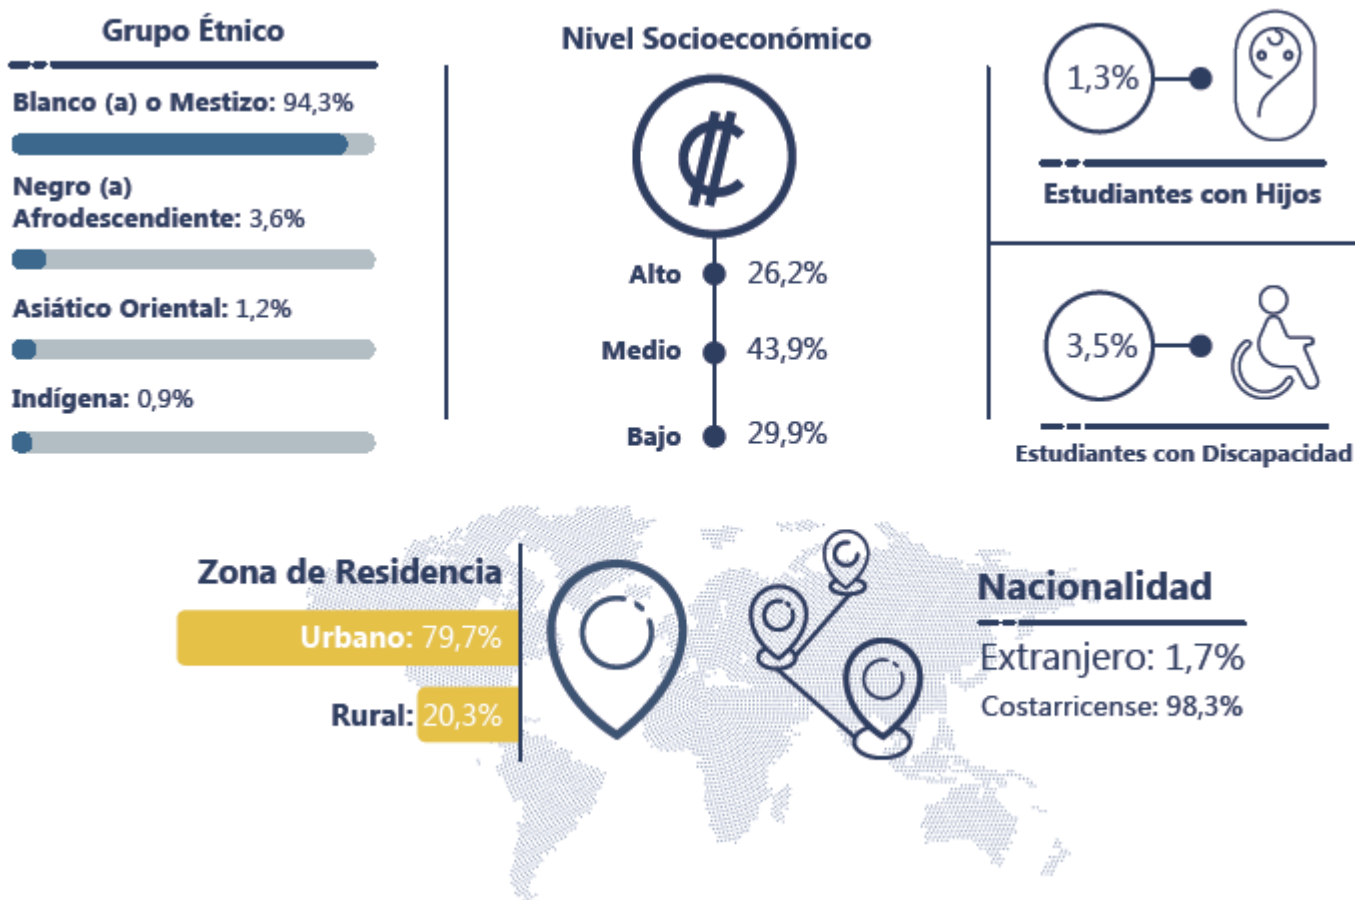 Grupo Étnico
Blanco (a) o Mestizo: 94,3%
Negro (a)
Afrodescendiente: 3,6%
Asiático Oriental: 1,2%
Indígena: 0,9%
Nivel Socioeconómico
₡
Alto 26,2%
Medio 43,9%
Bajo 29,9%
1,3%
Estudiantes con Hijos
3,5%
Estudiantes con Discapacidad
Zona de Residencia
Urbano: 79,7%
Rural: 20,3%
Nacionalidad
Extranjero: 1,7%
Costarricense: 98,3%